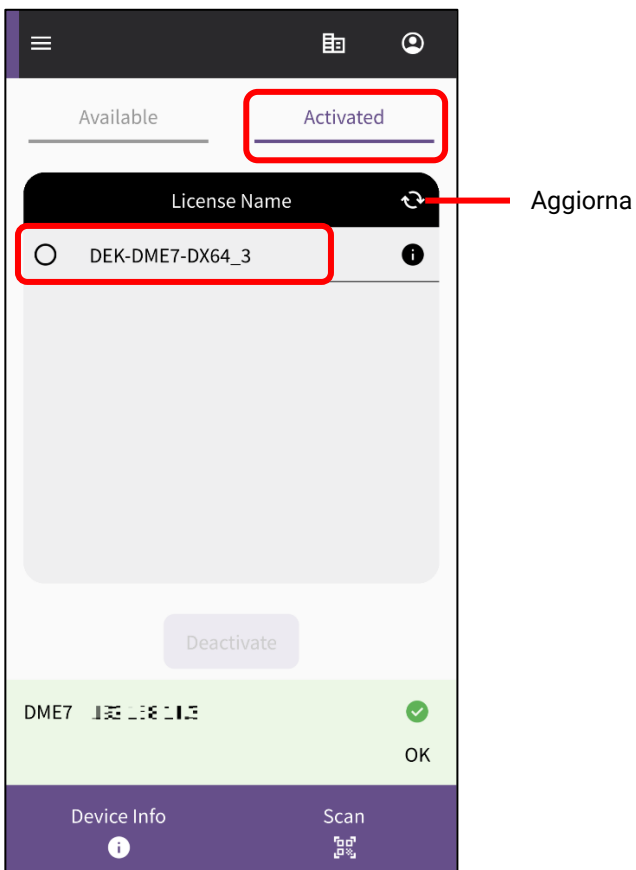 Available
Activated
License Name
Aggiorna
DEK-DME7-DX64_3
Deactivate
DME7
OK
Device Info
Scan